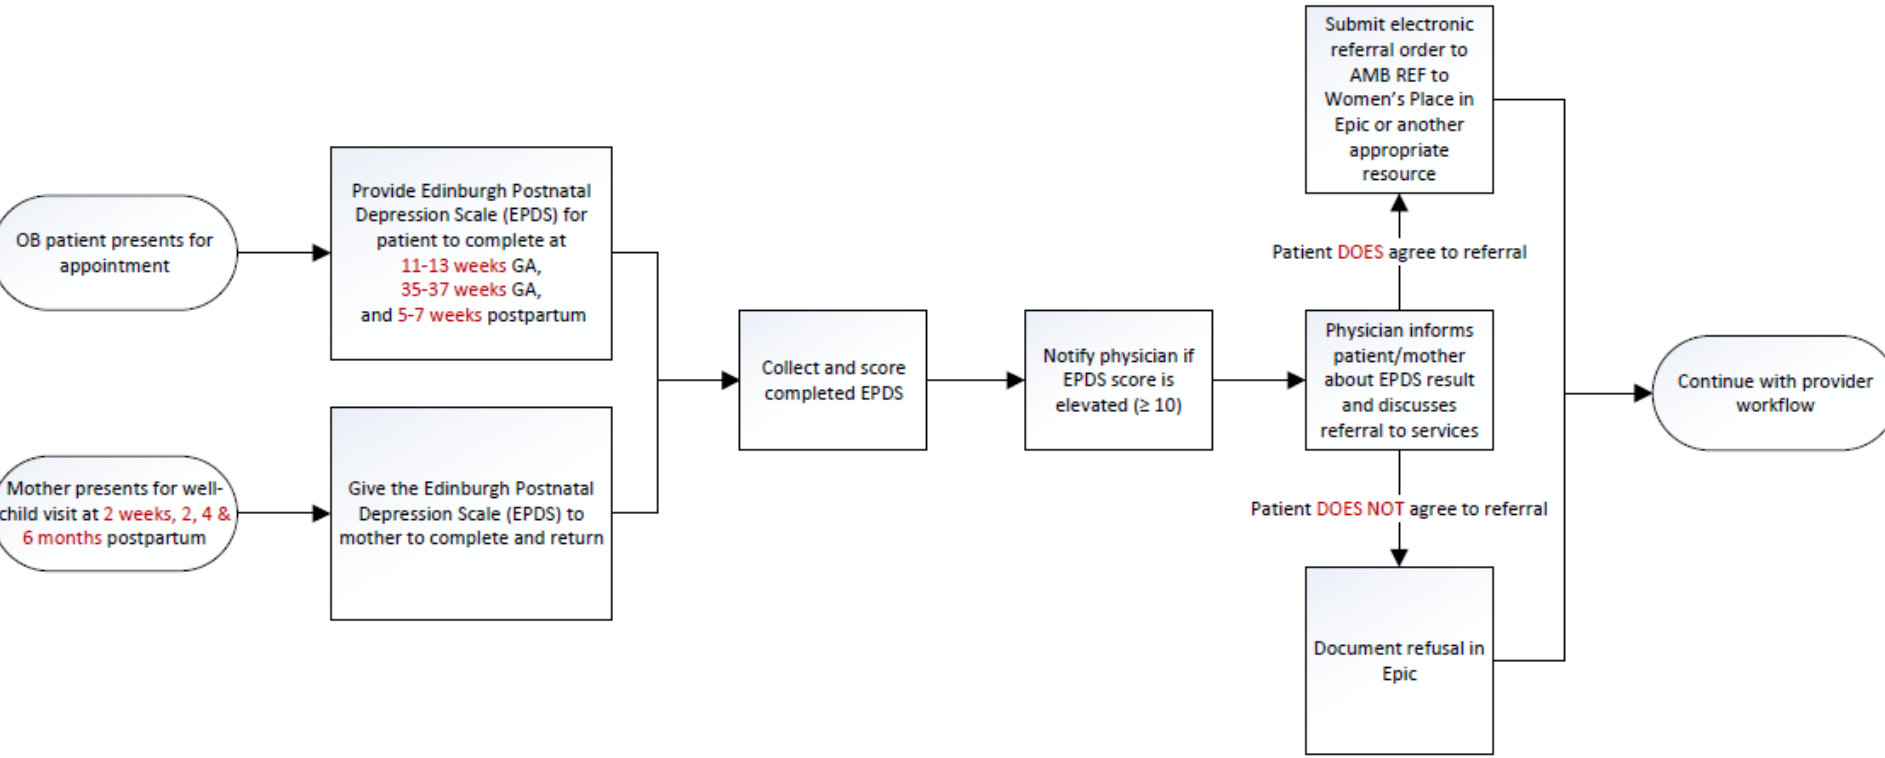 OB patient presents for
appointment
Provide Edinburgh Postnatal
Depression Scale (EPDS) for
patient to complete at
11-13 weeks GA,
35-37 weeks GA,
and 5-7 weeks postpartum
Mother presents for well-
child visit at 2 weeks, 2, 4 &
6 months postpartum
Give the Edinburgh Postnatal
Depression Scale (EPDS) to
mother to complete and return
Collect and score
completed EPDS
Notify physician if
EPDS score is
elevated (≥ 10)
Physician informs
patient/mother
about EPDS result
and discusses
referral to services
Patient DOES agree to referral
Submit electronic
referral order to
AMB REF to
Women's Place in
Epic or another
appropriate
resource
Patient DOES NOT agree to referral
Document refusal in
Epic
Continue with provider
workflow